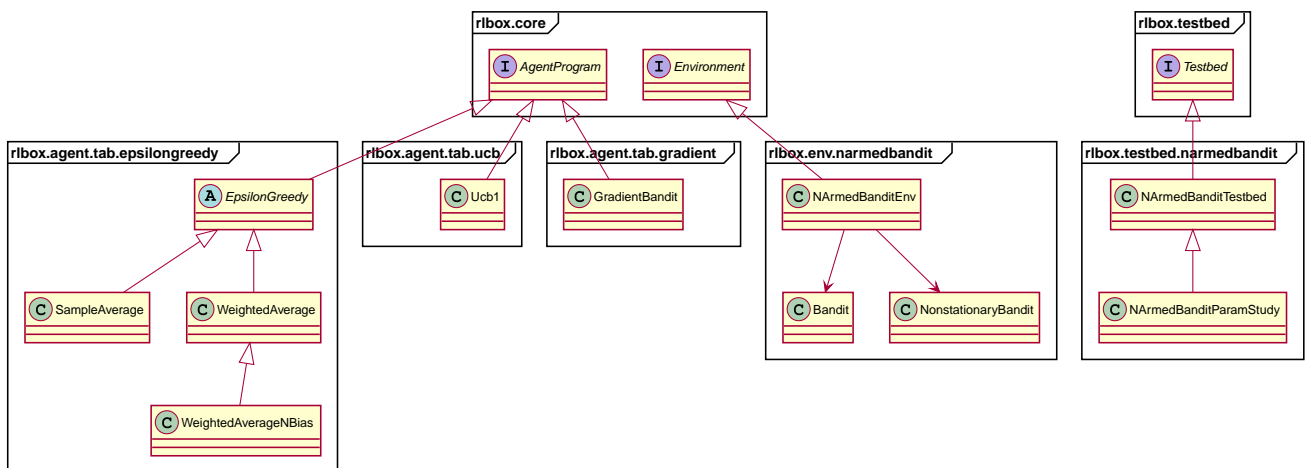 rlbox.core
rlbox.testbed
I AgentProgram
I Environment
I Testbed
rlbox.agent.tab.epsilongreedy
rlbox.agent.tab.ucb
rlbox.agent.tab.gradient
rlbox.env.narmedbandit
rlbox.testbed.narmedbandit
A EpsilonGreedy
C Ucb1
C GradientBandit
C NArmedBanditEnv
C NArmedBanditTestbed
C SampleAverage
C WeightedAverage
C Bandit
C NonstationaryBandit
C NArmedBanditParamStudy
C WeightedAverageNBias